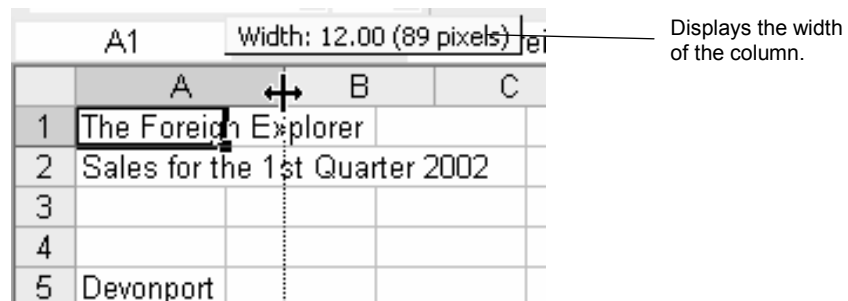 A1
Width: 12.00 (89 pixels)
Displays the width
of the column.
A B C
1 The Foreign Explorer
2 Sales for the 1st Quarter 2002
3
4
5 Devonport